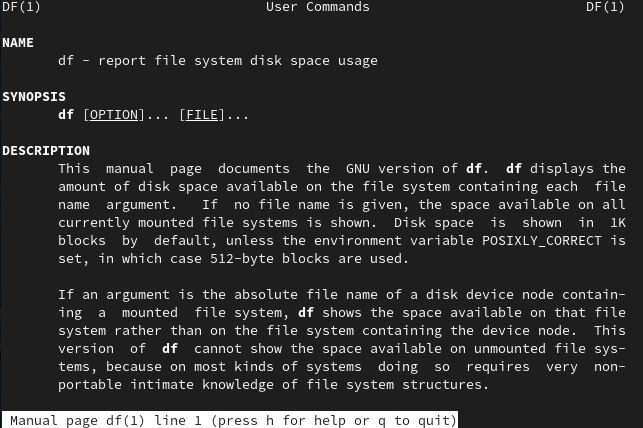 DF(1) User Commands DF(1)
NAME
df - report file system disk space usage
SYNOPSIS
df [OPTION]... [FILE]...
DESCRIPTION
This manual page documents the GNU version of df. df displays the
amount of disk space available on the file system containing each file
name argument. If no file name is given, the space available on all
currently mounted file systems is shown. Disk space is shown in 1K
blocks by default, unless the environment variable POSIXLY_CORRECT is
set, in which case 512-byte blocks are used.
If an argument is the absolute file name of a disk device node contain-
ing a mounted file system, df shows the space available on that file
system rather than on the file system containing the device node. This
version of df cannot show the space available on unmounted file sys-
tems, because on most kinds of systems doing so requires very non-
portable intimate knowledge of file system structures.
Manual page df(1) line 1 (press h for help or q to quit)